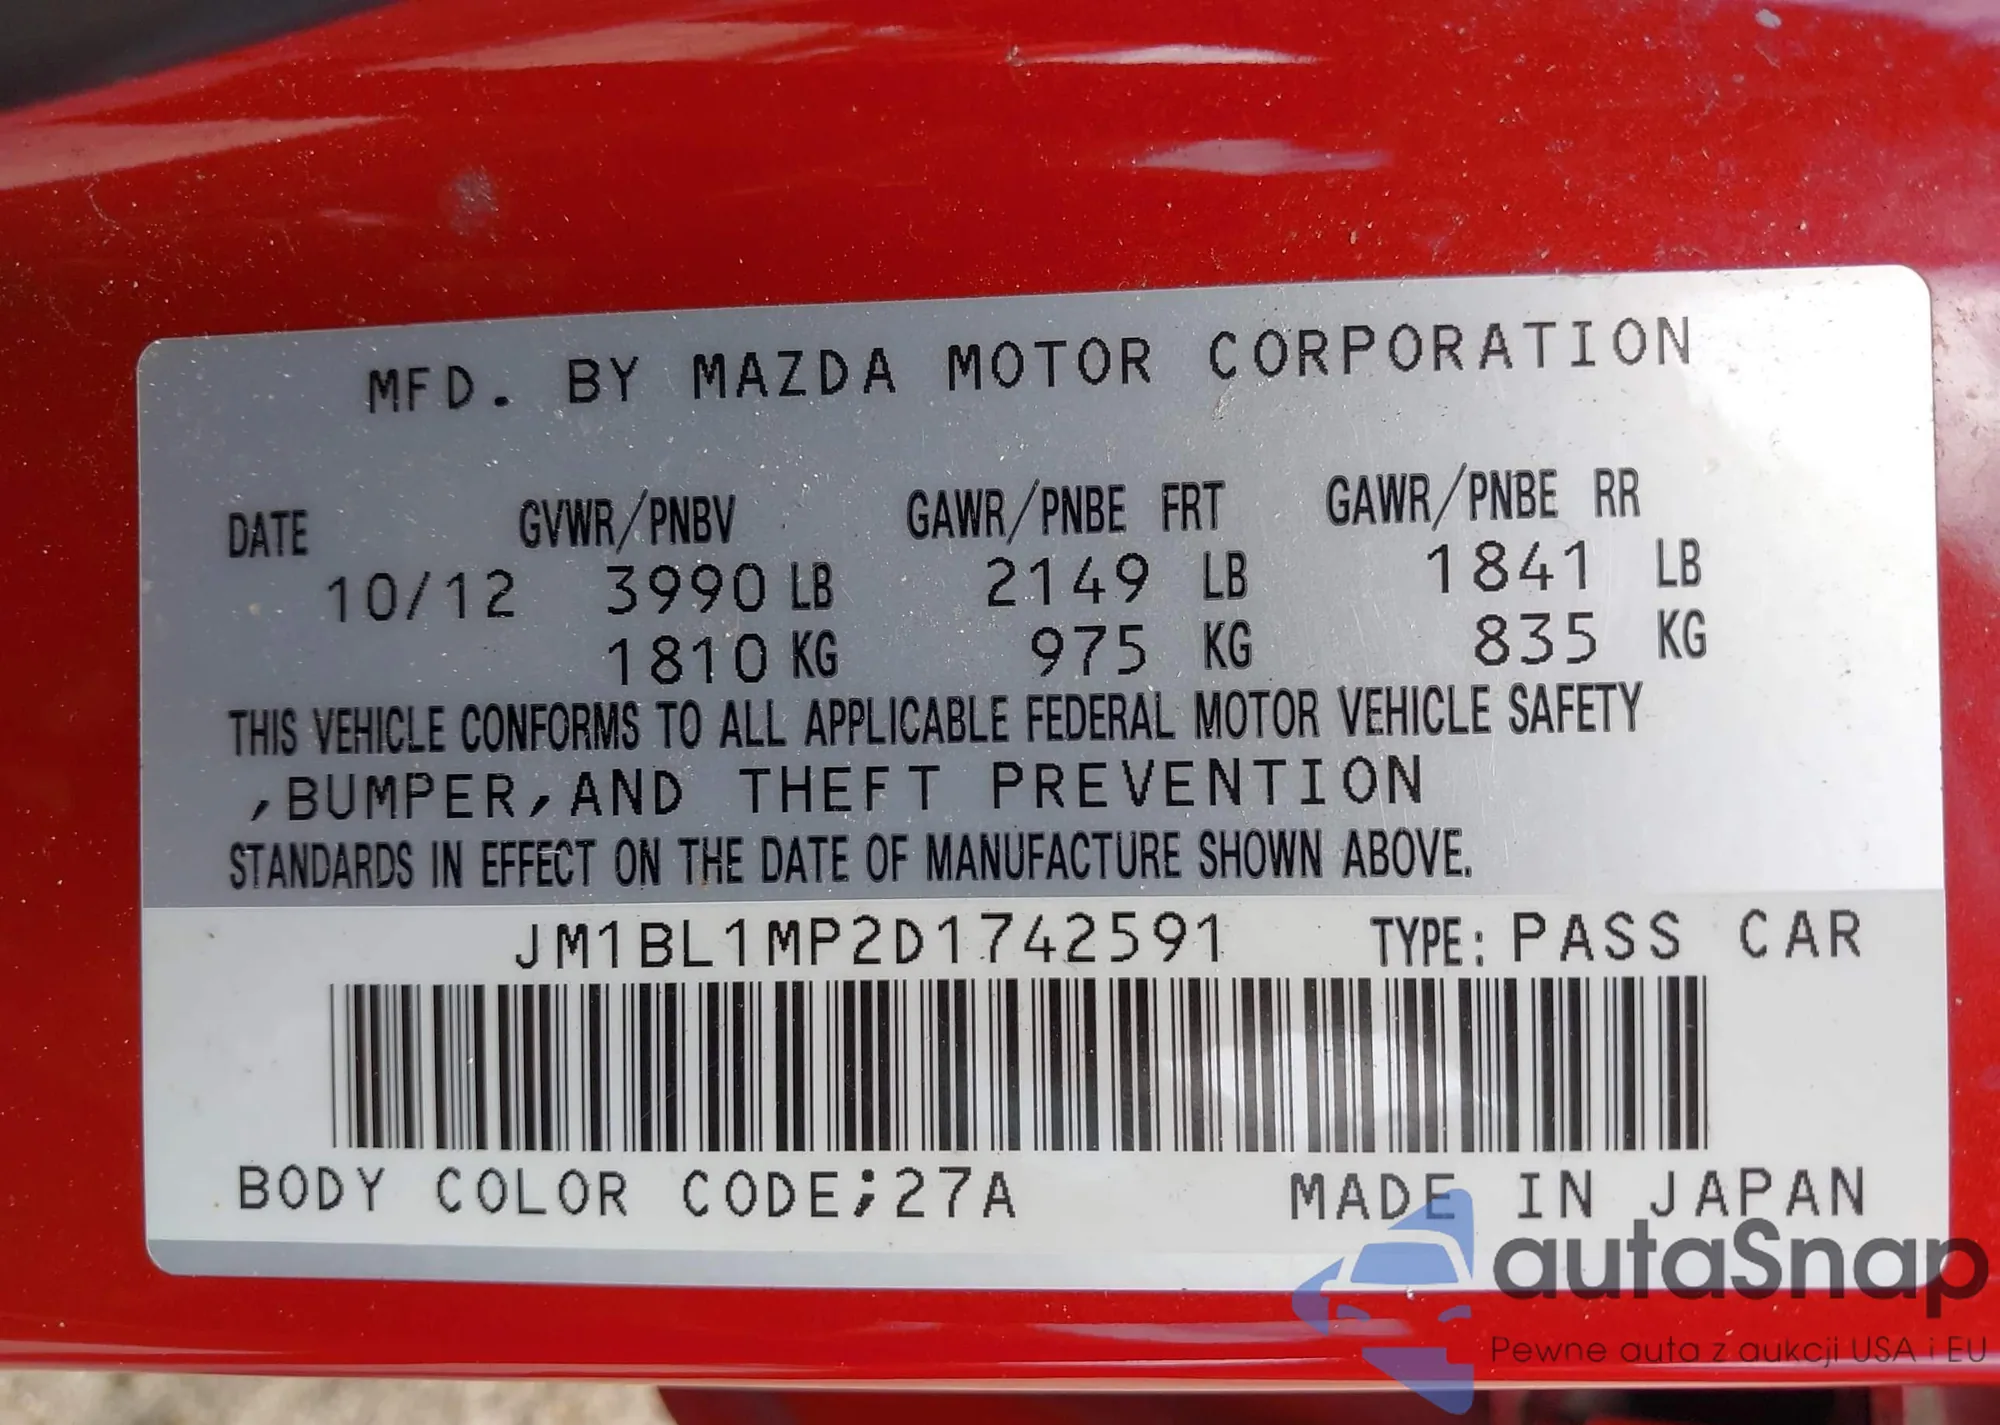 MFD. BY MAZDA MOTOR CORPORATION
DATE GVWR/PNBV GAWR/PNBE FRT GAWR/PNBE RR
10/12 3990 LB 2149 LB 1841 LB
1810 KG 975 KG 835 KG
THIS VEHICLE CONFORMS TO ALL APPLICABLE FEDERAL MOTOR VEHICLE SAFETY
,BUMPER,AND THEFT PREVENTION
STANDARDS IN EFFECT ON THE DATE OF MANUFACTURE SHOWN ABOVE.
JM1BL1MP2D1742591 TYPE: PASS CAR
BODY COLOR CODE;27A MADE IN JAPAN
autaSnap
Pewne auta z aukcji USA i EU